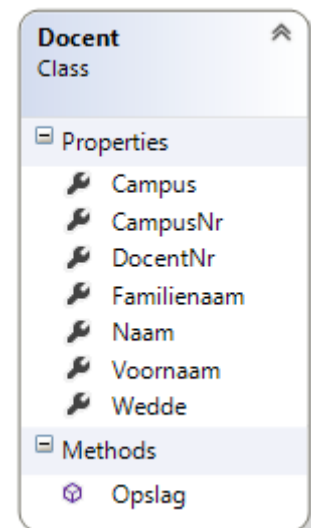 Docent
Class
Properties
Campus
CampusNr
DocentNr
Familienaam
Naam
Voornaam
Wedde
Methods
Opslag